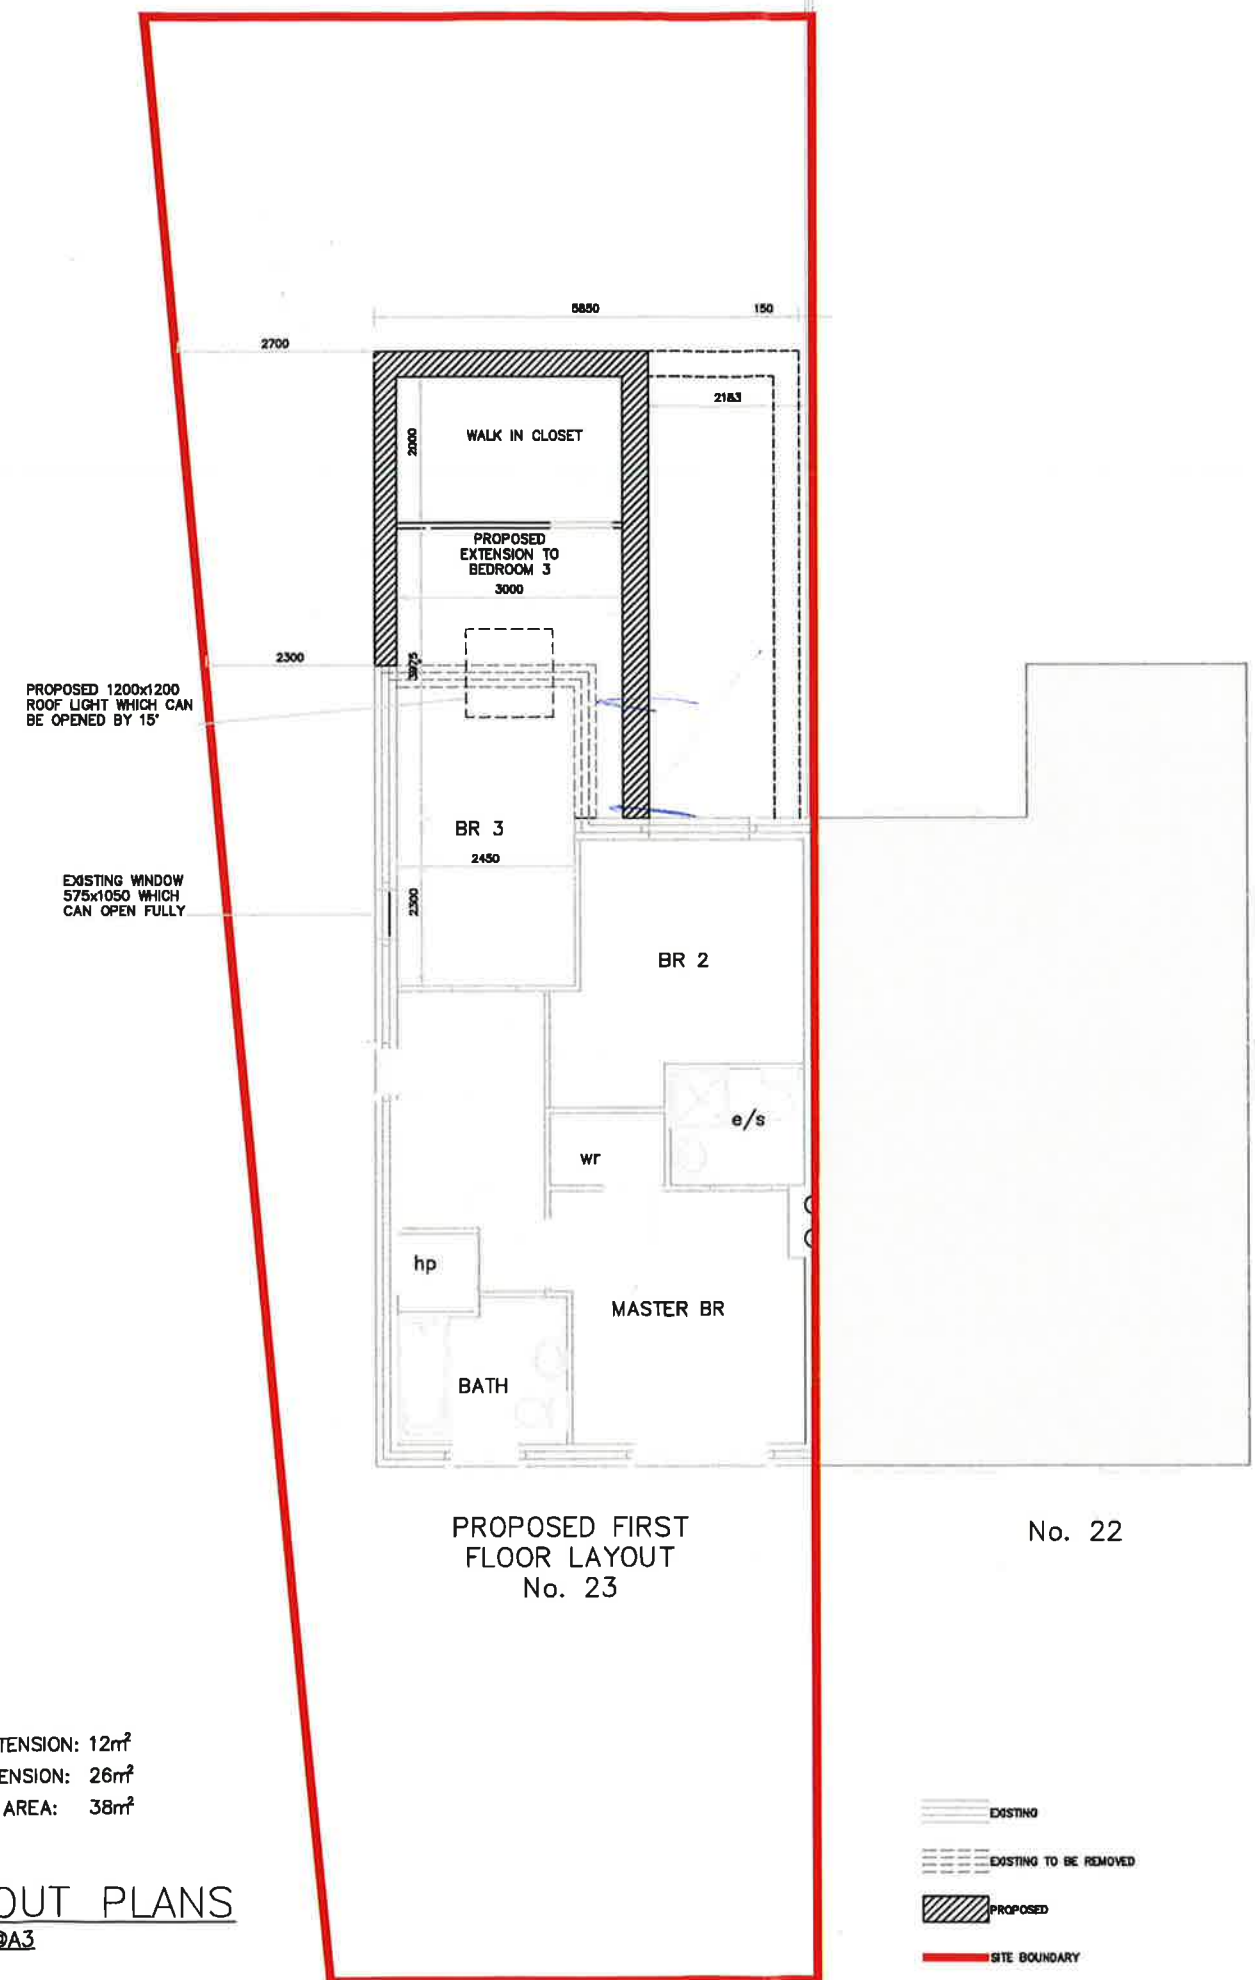 5850
150
2700
2183
2000
WALK IN CLOSET
PROPOSED
EXTENSION TO
BEDROOM 3
3000
2300
3975
PROPOSED 1200x1200
ROOF LIGHT WHICH CAN
BE OPENED BY 15°
BR 3
2450
EXISTING WINDOW
575x1050 WHICH
CAN OPEN FULLY
2300
BR 2
e/s
wr
hp
MASTER BR
BATH
PROPOSED FIRST
FLOOR LAYOUT
No. 23
No. 22
TENSION: 12m²
ENSION: 26m²
AREA: 38m²
OUT PLANS
@A3
EXISTING
EXISTING TO BE REMOVED
PROPOSED
SITE BOUNDARY